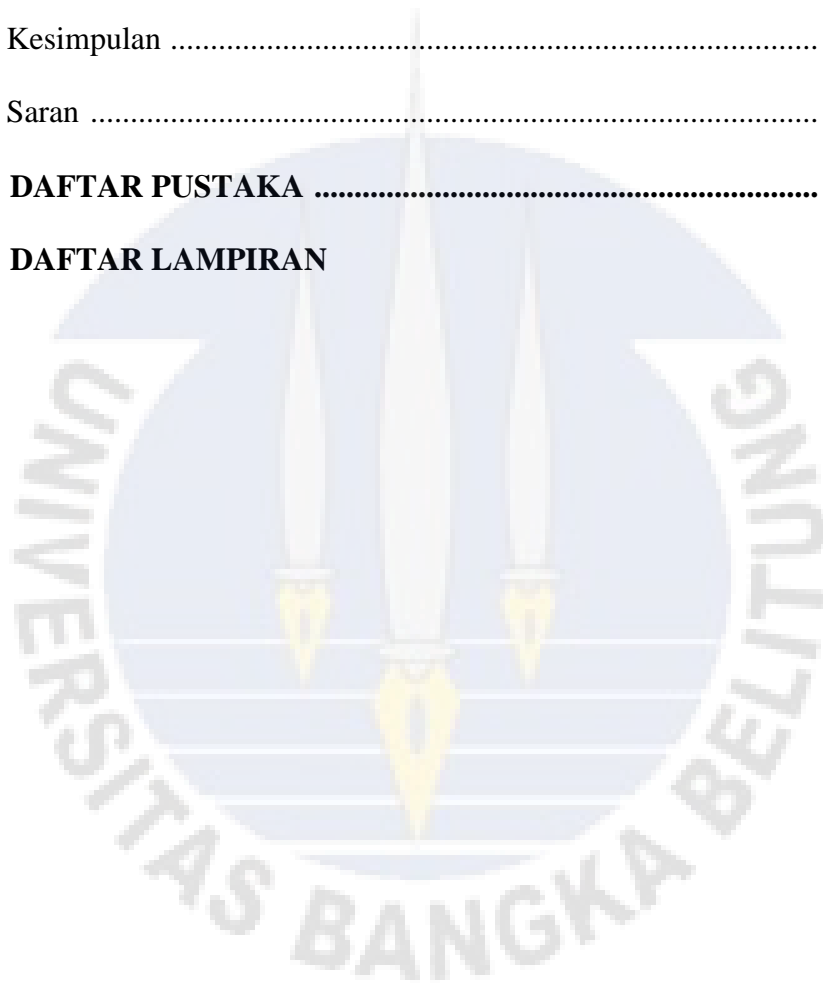 Kesimpulan ................................................................................
Saran ..........................................................................................
DAFTAR PUSTAKA ..............................................................
DAFTAR LAMPIRAN
UNIVERSITAS BANGKA BELITUNG